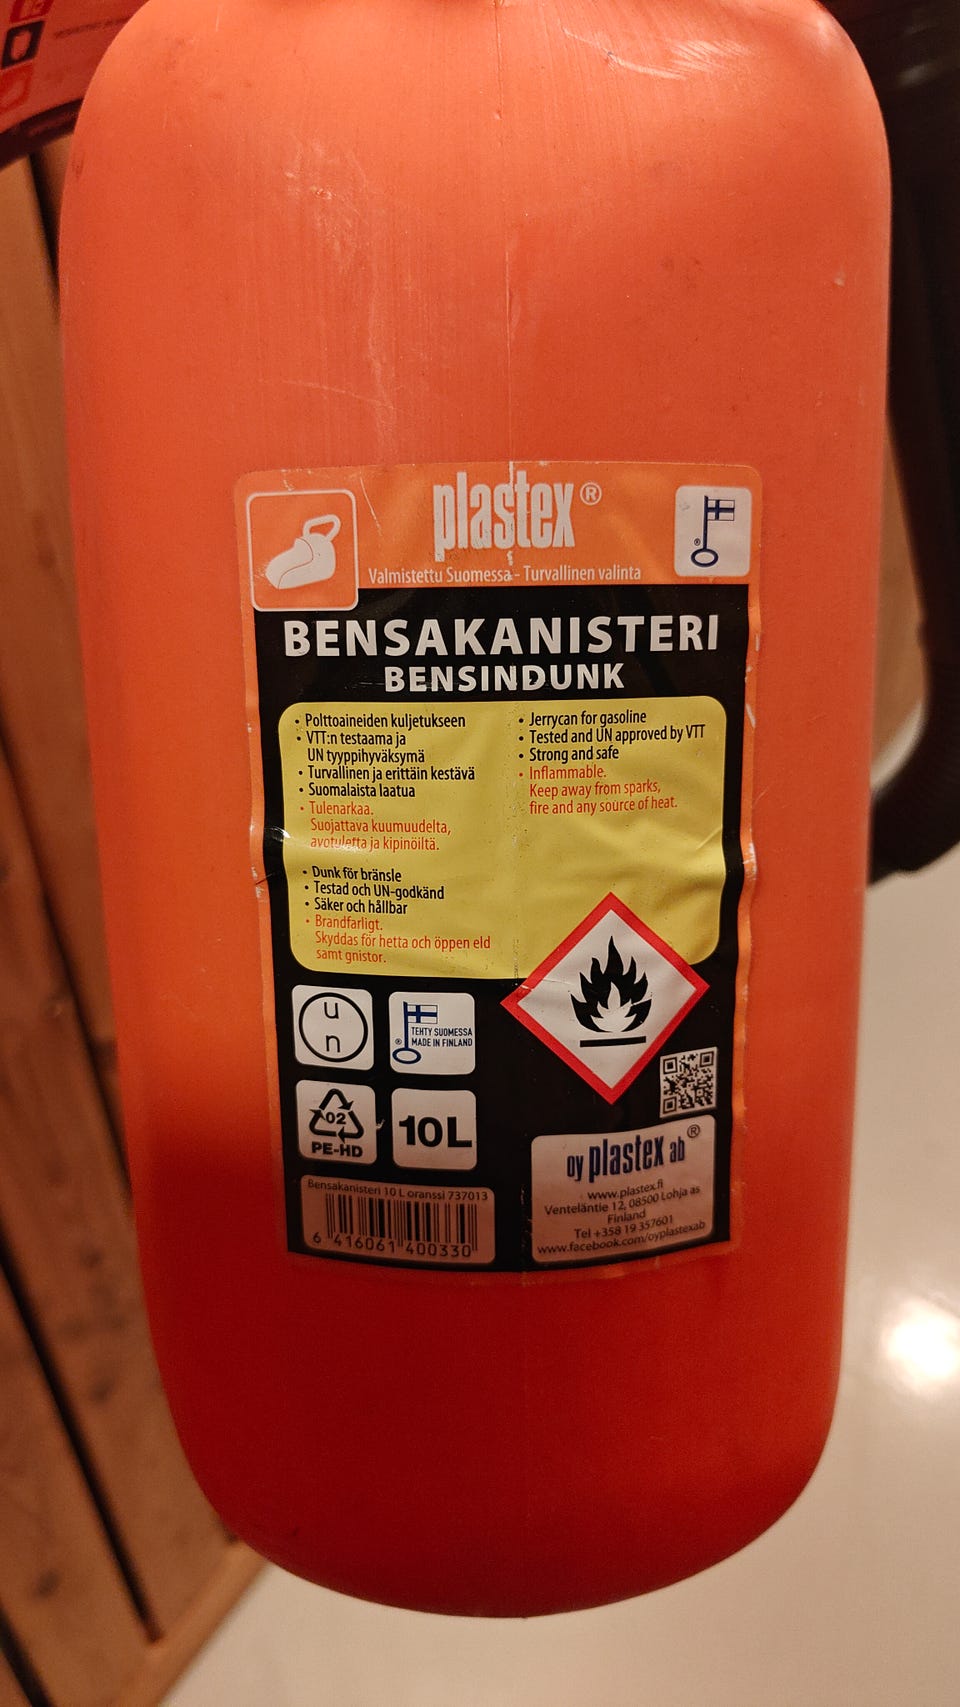 plastex®
Valmistettu Suomessa - Turvallinen valinta
BENSAKANISTERI
BENSINDUNK
• Polttoaineiden kuljetukseen
• VTT:n testaama ja
UN tyyppihyväksymä
• Turvallinen ja erittäin kestävä
• Suomalaista laatua
• Tulenarkaa.
Suojattava kuumuudelta,
avotulelta ja kipinöiltä.
• Dunk för bränsle
• Testad och UN-godkänd
• Säker och hållbar
• Brandfarligt.
Skyddas för hetta och öppen eld
samt gnistor.
• Jerrycan for gasoline
• Tested and UN approved by VTT
• Strong and safe
• Inflammable.
Keep away from sparks,
fire and any source of heat.
u
n
® TEHTY SUOMESSA
MADE IN FINLAND
02
PE-HD
10L
Bensakanisteri 10 L oranssi 737013
6 416061 400330
oy plastex ab®
www.plastex.fi
Venteläntie 12, 08500 Lohja as
Finland
Tel +358 19 357601
www.facebook.com/oyplastexab